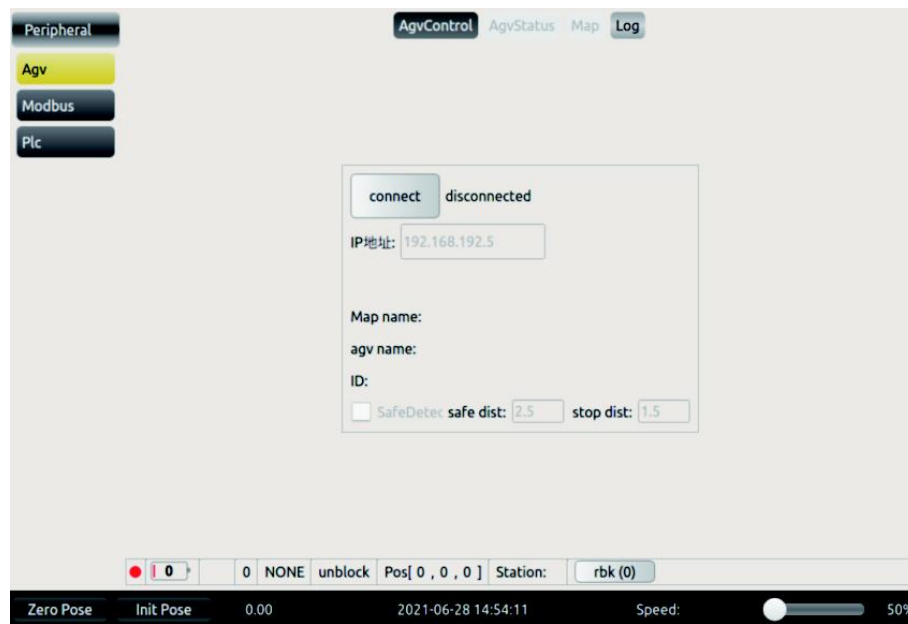 Peripheral
AgvControl AgvStatus Map Log
Agv
Modbus
Plc
connect disconnected
IP地址: 192.168.192.5
Map name:
agv name:
ID:
SafeDetec safe dist: 2.5 stop dist: 1.5
0 0 NONE unblock Pos[ 0 , 0 , 0 ] Station: rbk (0)
Zero Pose Init Pose 0.00 2021-06-28 14:54:11 Speed: 50%